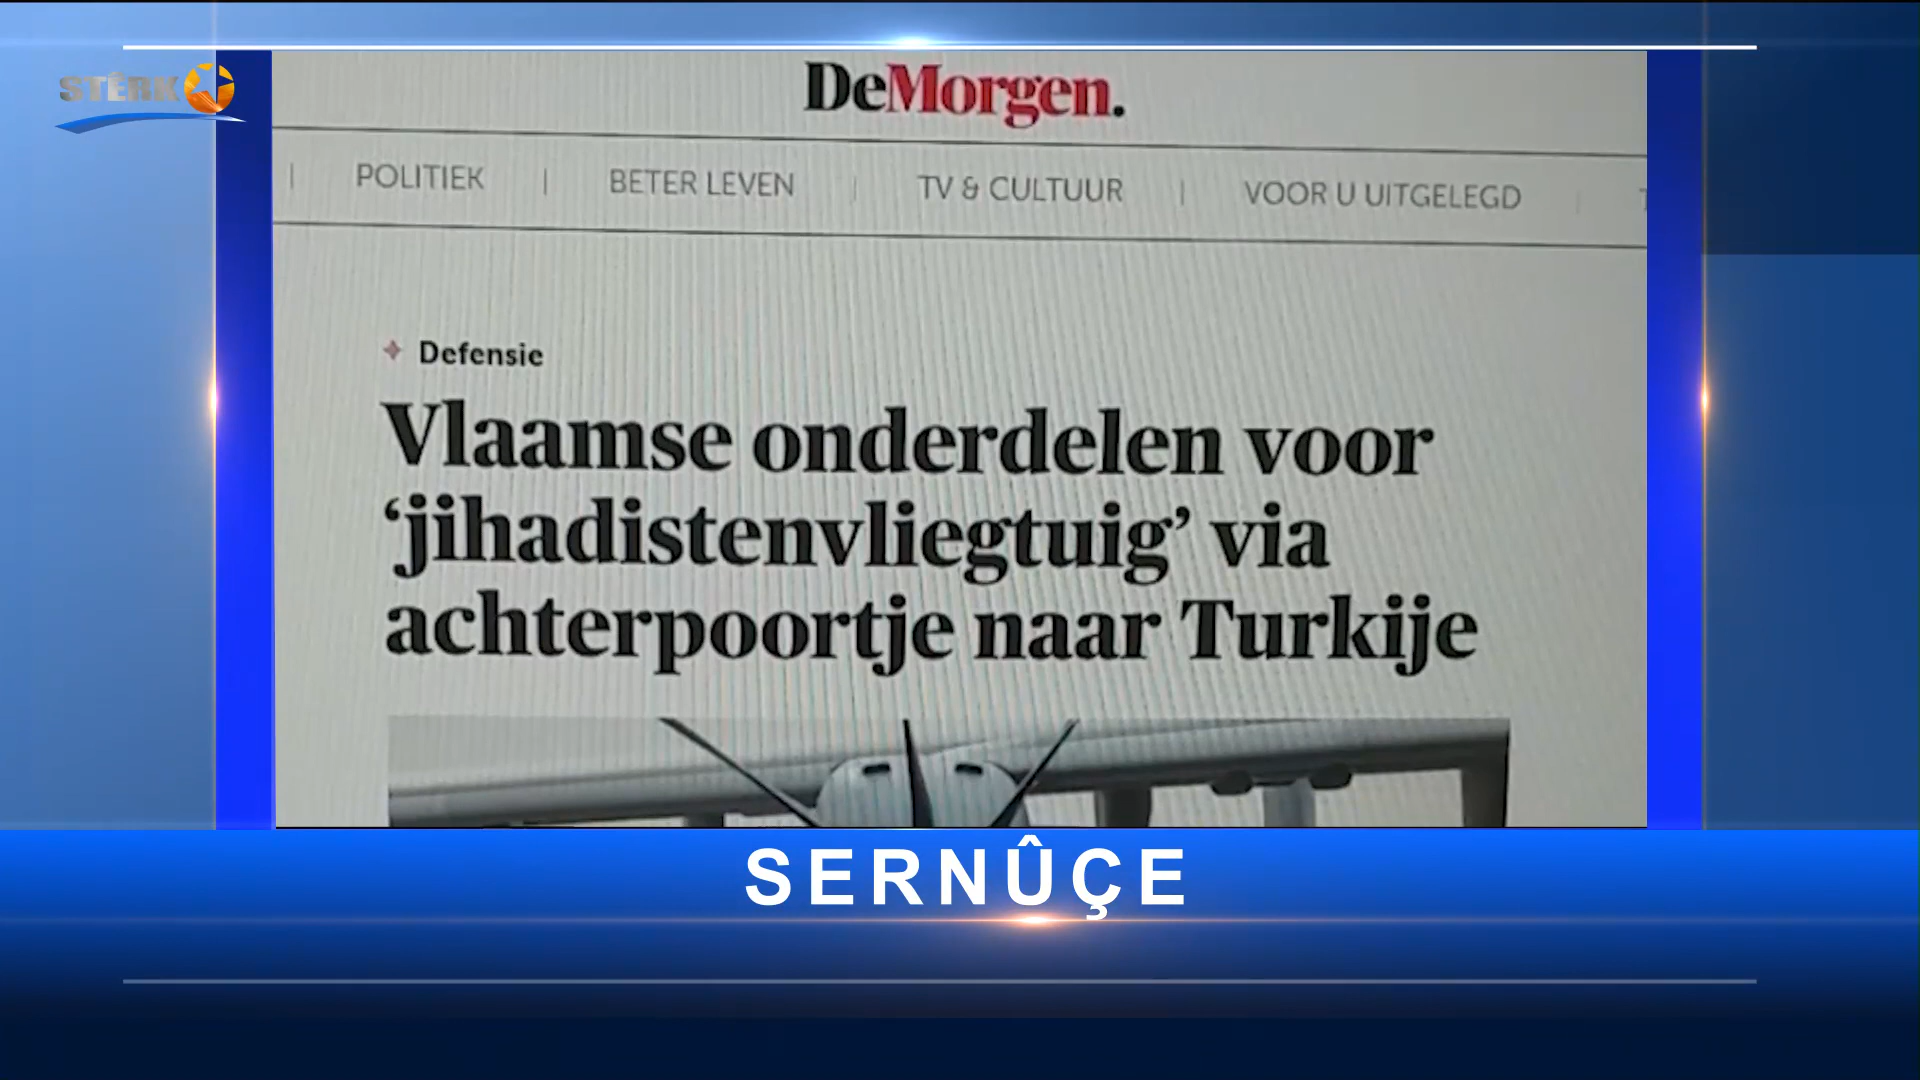 STÊRK
DeMorgen.
POLITIEK | BETER LEVEN | TV & CULTUUR | VOOR U UITGELEGD
Defensie
Vlaamse onderdelen voor
‘jihadistenvliegtuig’ via
achterpoortje naar Turkije
SERNÛÇE